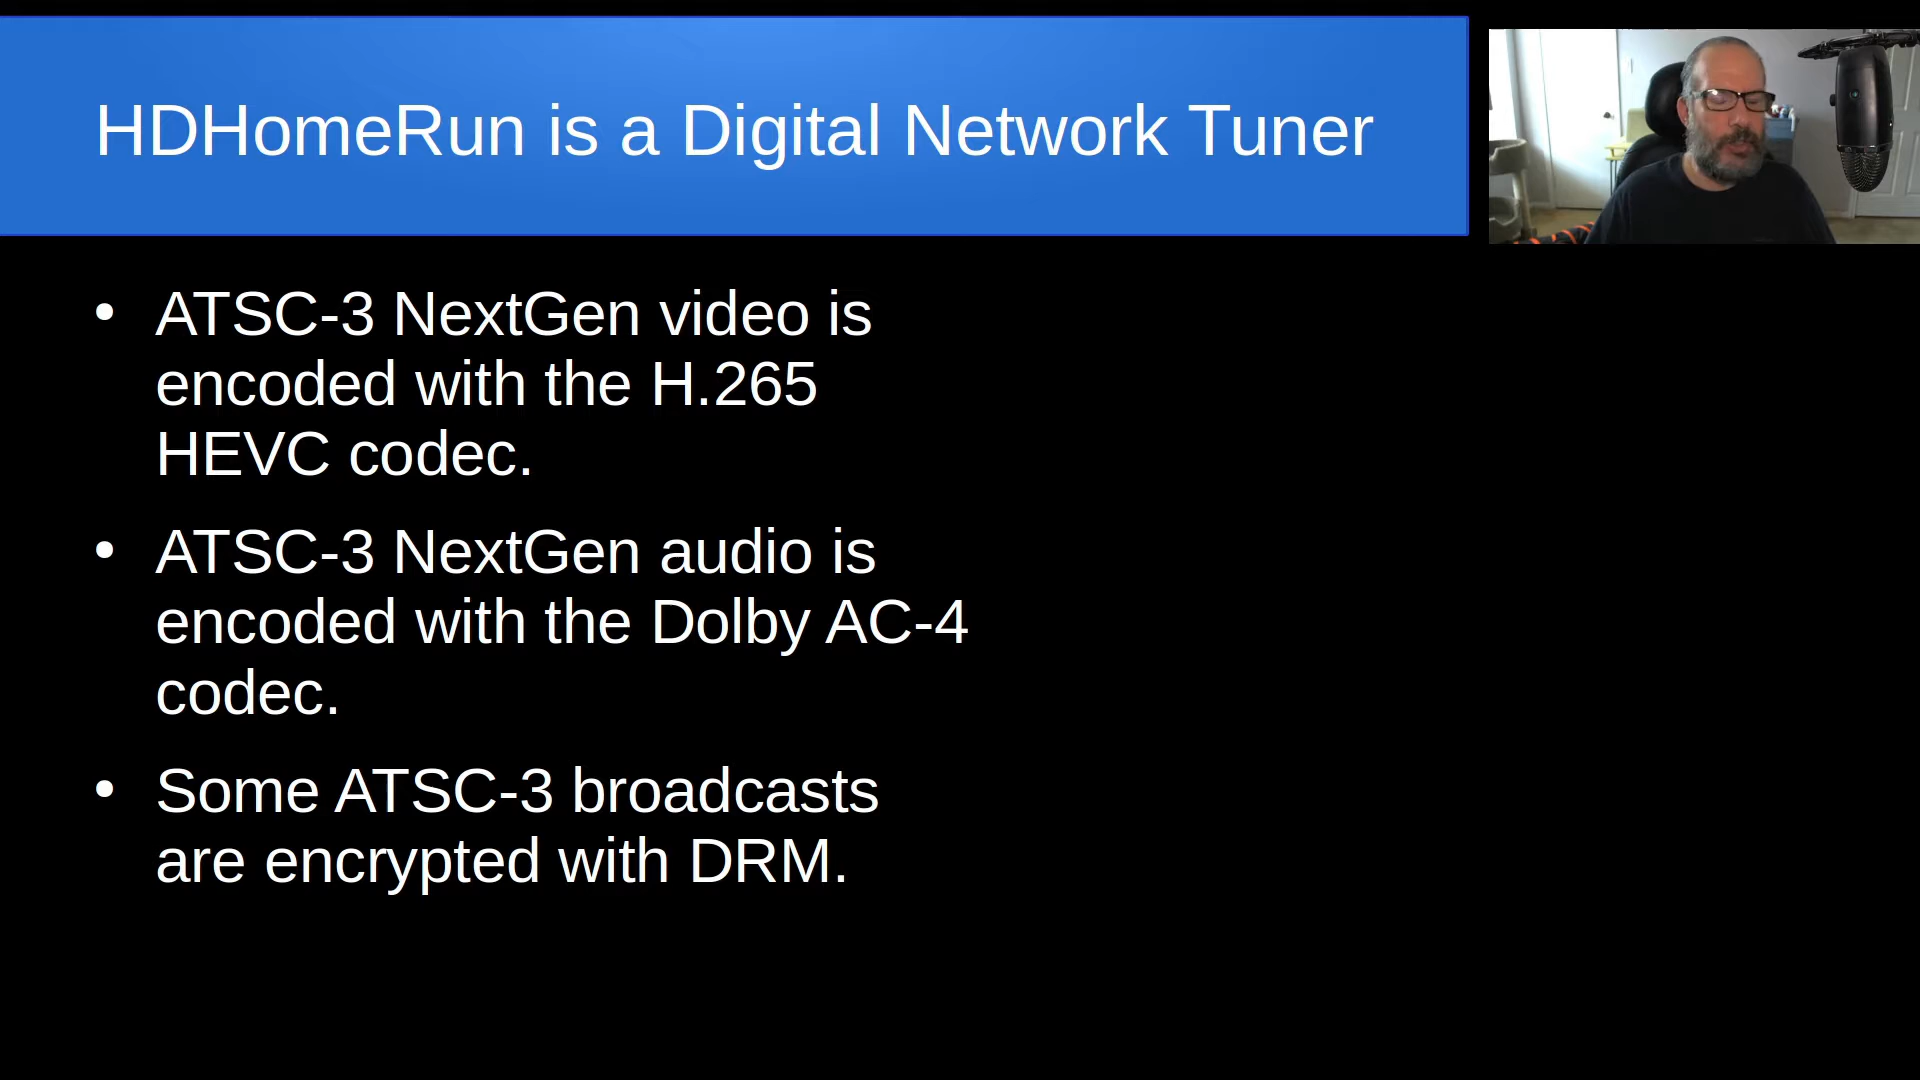 HDHomeRun is a Digital Network Tuner
• ATSC-3 NextGen video is
encoded with the H.265
HEVC codec.
• ATSC-3 NextGen audio is
encoded with the Dolby AC-4
codec.
• Some ATSC-3 broadcasts
are encrypted with DRM.